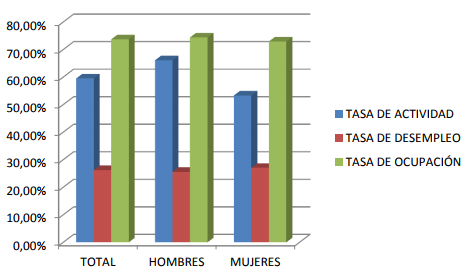 80,00%
70,00%
60,00%
50,00%
40,00%
30,00%
20,00%
10,00%
0,00%
TOTAL HOMBRES MUJERES
TASA DE ACTIVIDAD
TASA DE DESEMPLEO
TASA DE OCUPACIÓN